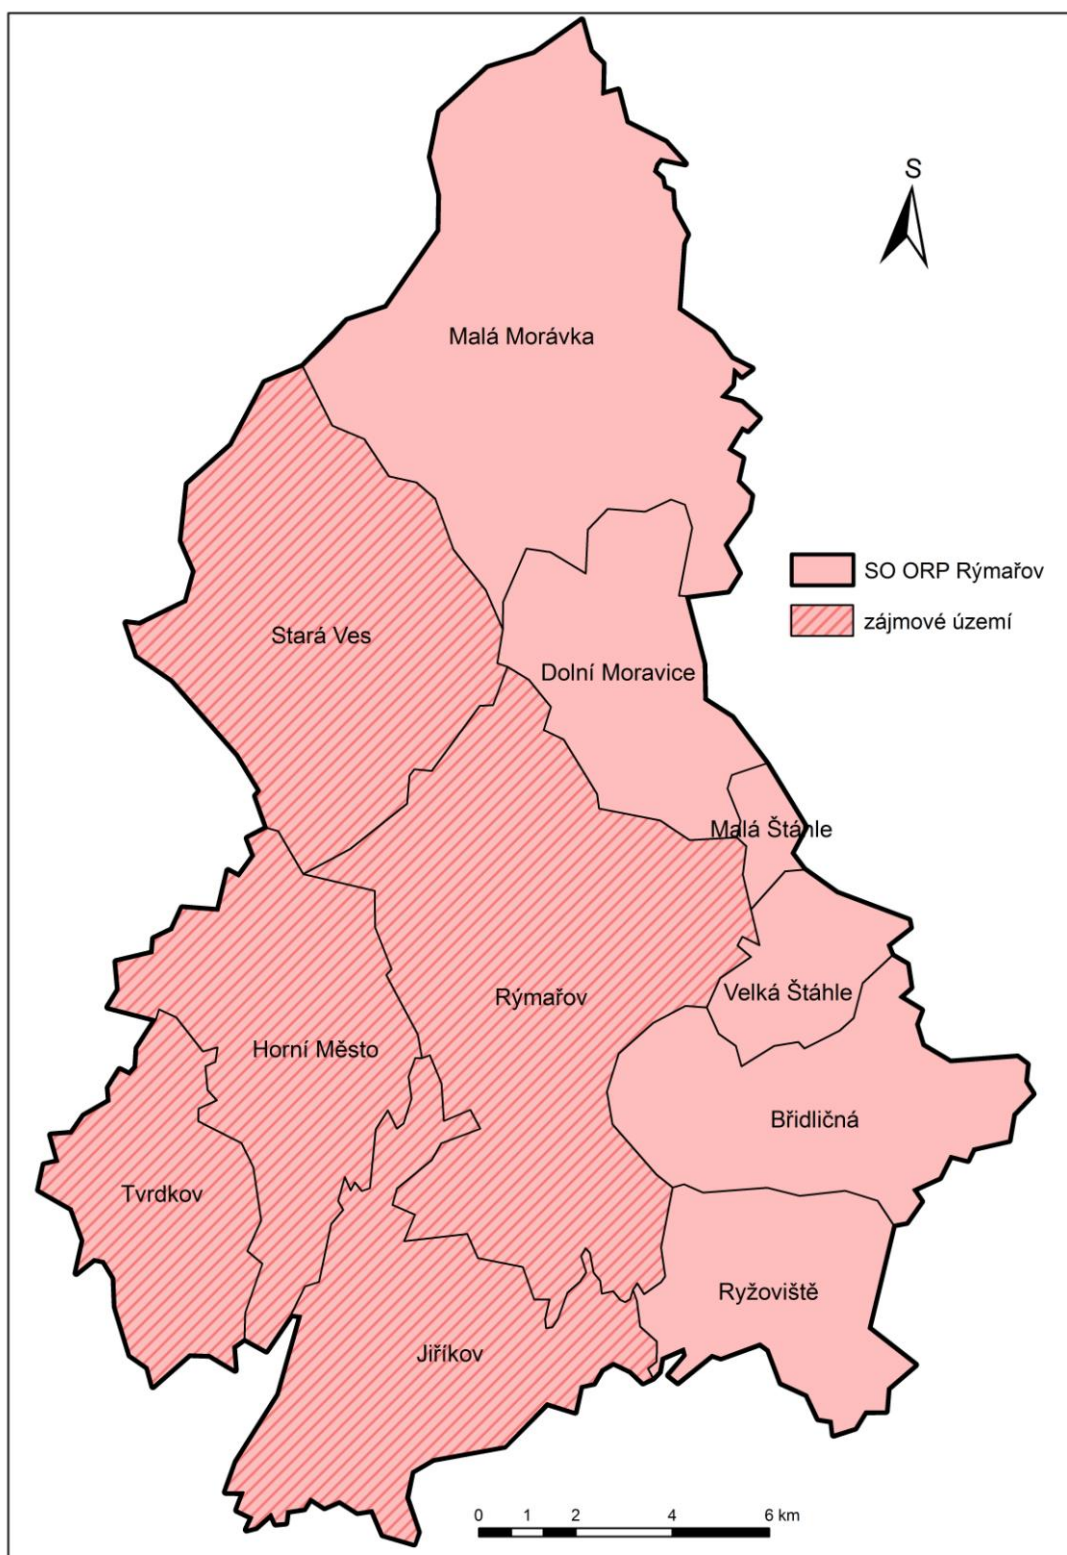 S
Malá Morávka
SO ORP Rýmařov
zájmové území
Stará Ves
Dolní Moravice
Malá Štáhle
Velká Štáhle
Rýmařov
Horní Město
Břidličná
Tvrdkov
Ryžoviště
Jiříkov
0 1 2 4 6 km